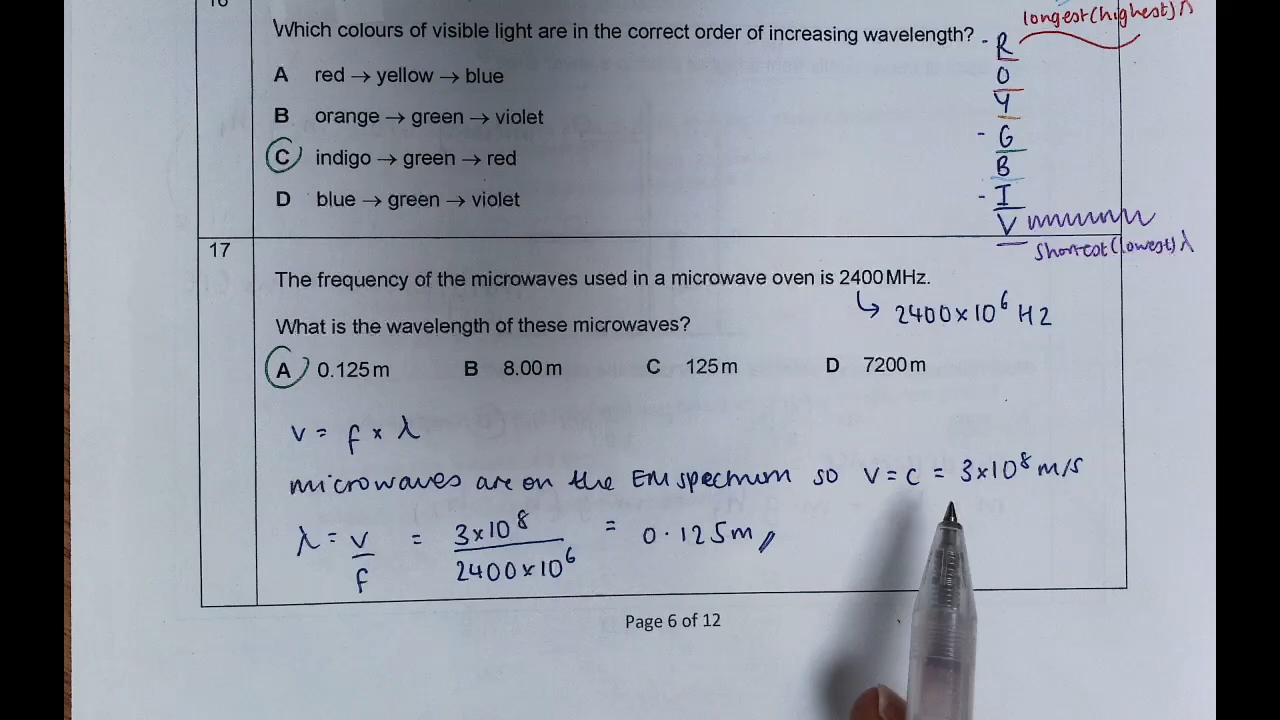 16
longest(highest) λ
Which colours of visible light are in the correct order of increasing wavelength?
- R
O
Y
- G
B
- I
V
shortest(lowest) λ
A red → yellow → blue
B orange → green → violet
C indigo → green → red
D blue → green → violet
17
The frequency of the microwaves used in a microwave oven is 2400 MHz.
↳ 2400×10⁶ Hz
What is the wavelength of these microwaves?
A 0.125 m B 8.00 m C 125 m D 7200 m
v = f × λ
microwaves are on the EM spectrum so v = c = 3×10⁸ m/s
λ = v/f = 3×10⁸/2400×10⁶ = 0.125m
Page 6 of 12